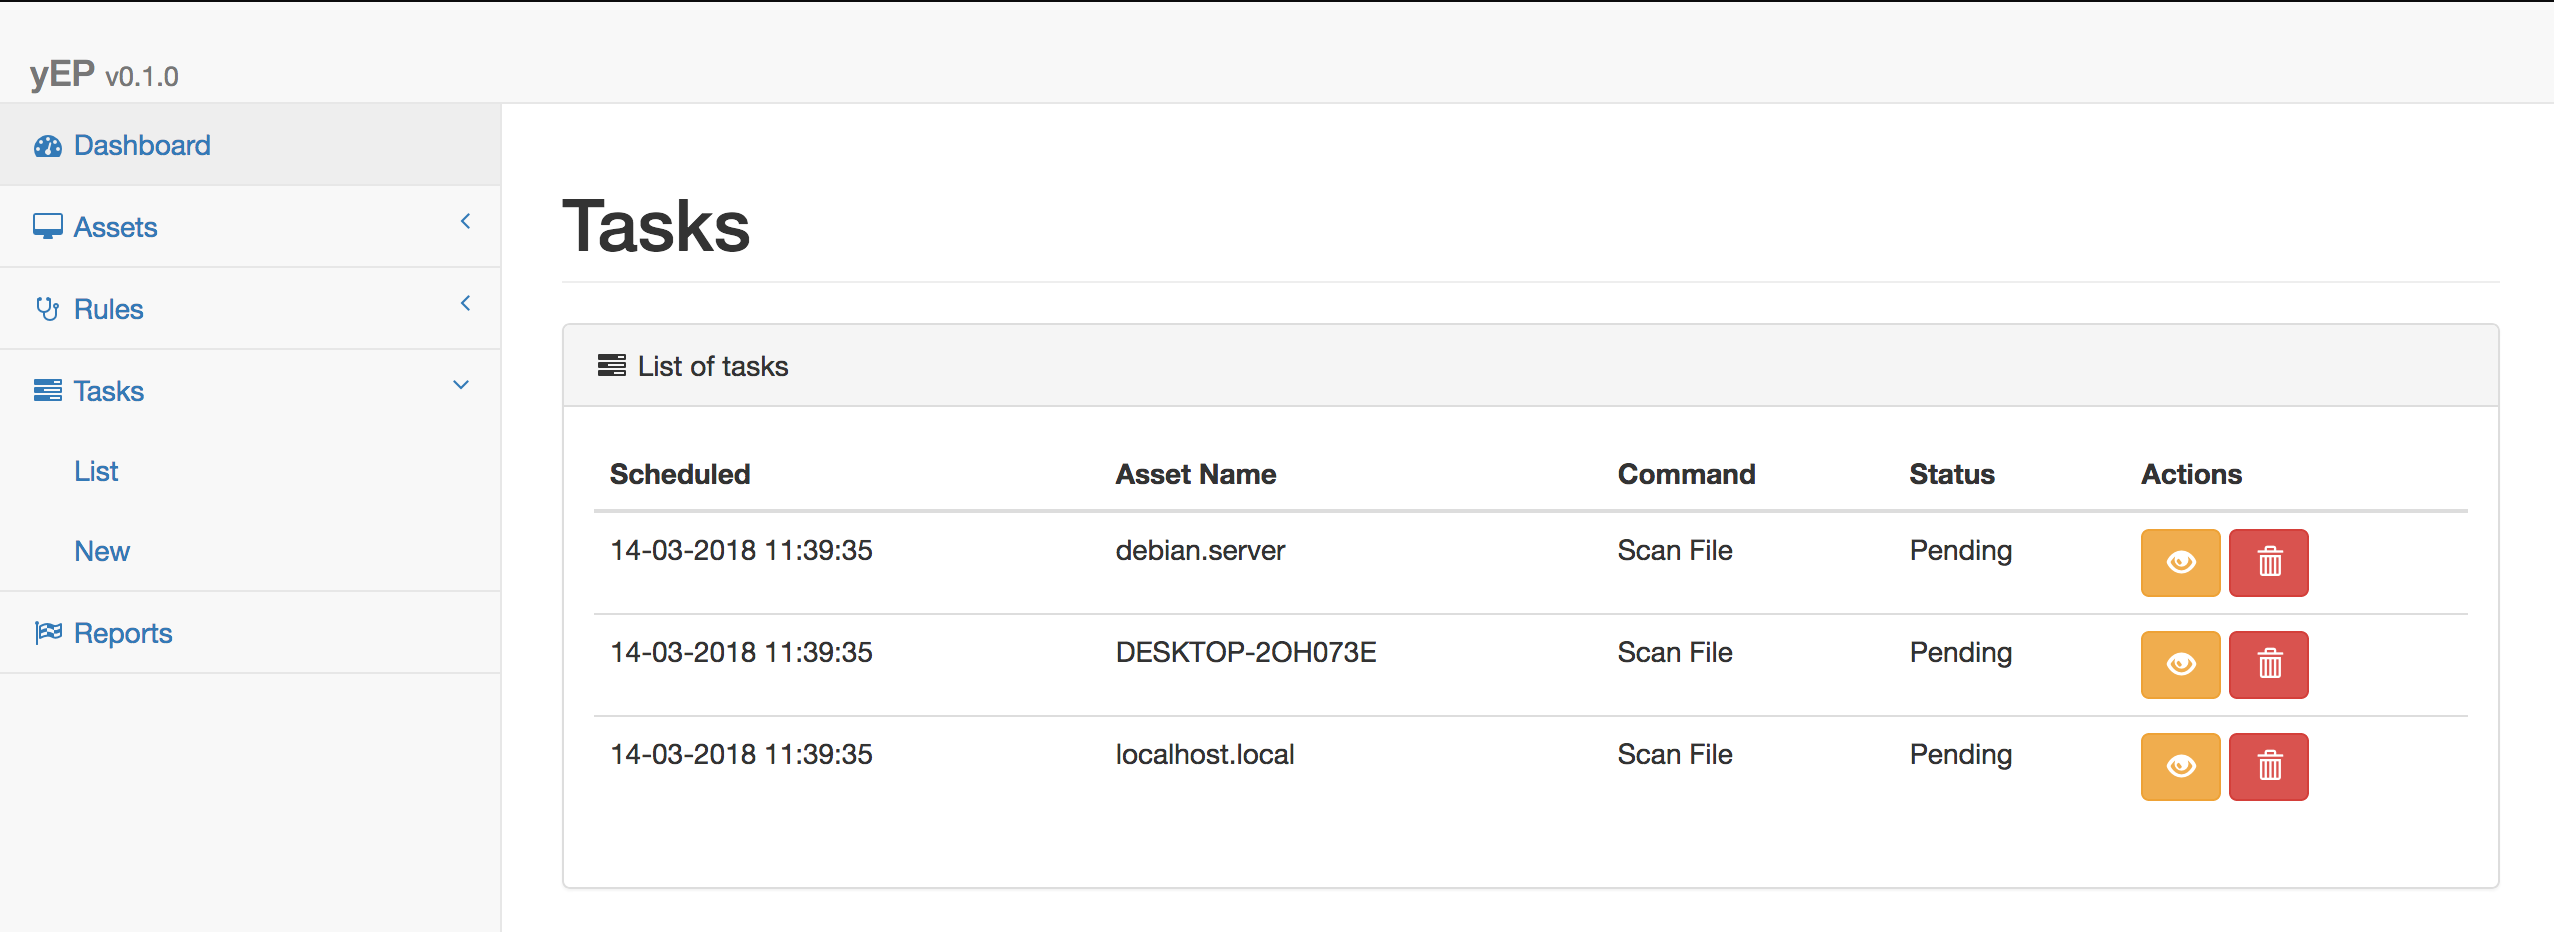 yEP v0.1.0
Dashboard
Assets
Rules
Tasks
List
New
Reports
Tasks
List of tasks
Scheduled Asset Name Command Status Actions
14-03-2018 11:39:35 debian.server Scan File Pending
14-03-2018 11:39:35 DESKTOP-2OH073E Scan File Pending
14-03-2018 11:39:35 localhost.local Scan File Pending